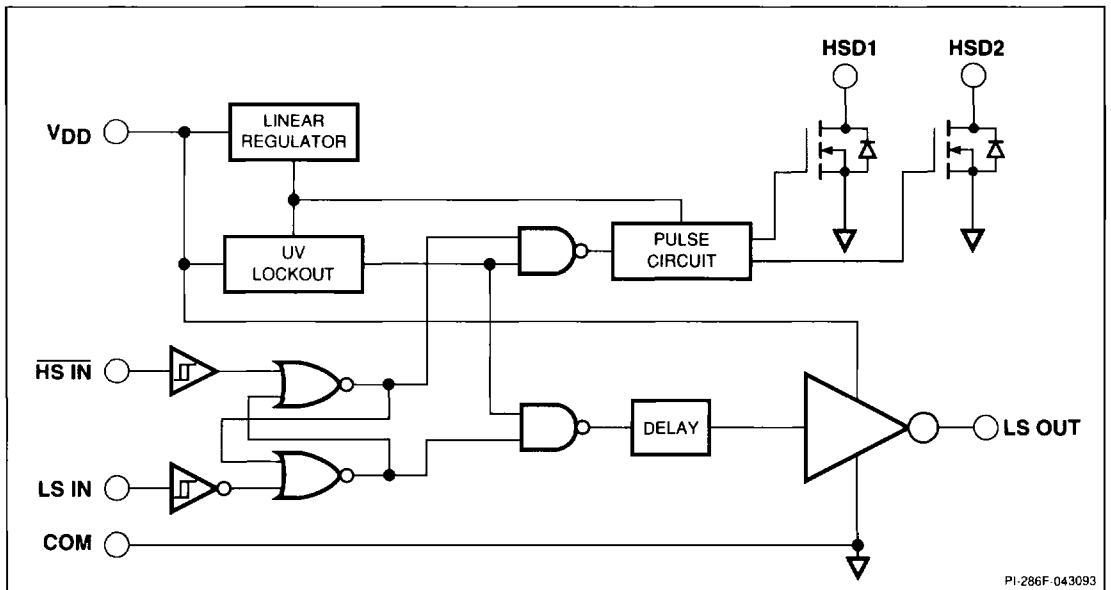 HSD1
HSD2
VDD
LINEAR
REGULATOR
UV
LOCKOUT
PULSE
CIRCUIT
HS IN
LS IN
DELAY
LS OUT
COM
PI-286F-043093